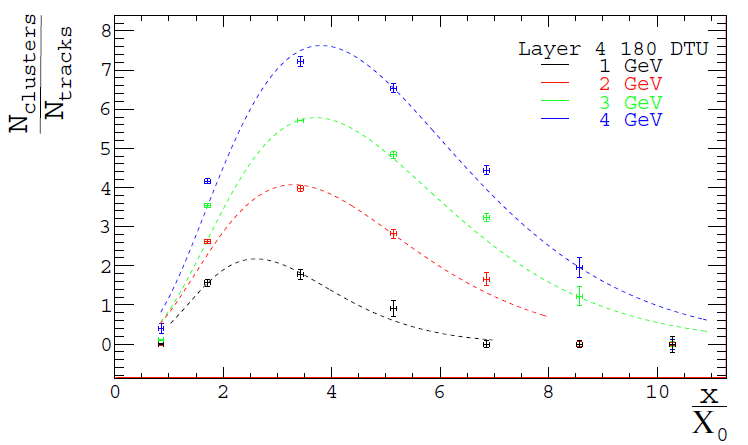 N_clusters
N_tracks
8
7
6
5
4
3
2
1
0
Layer 4 180 DTU
1 GeV
2 GeV
3 GeV
4 GeV
0 2 4 6 8 10
x
X_0